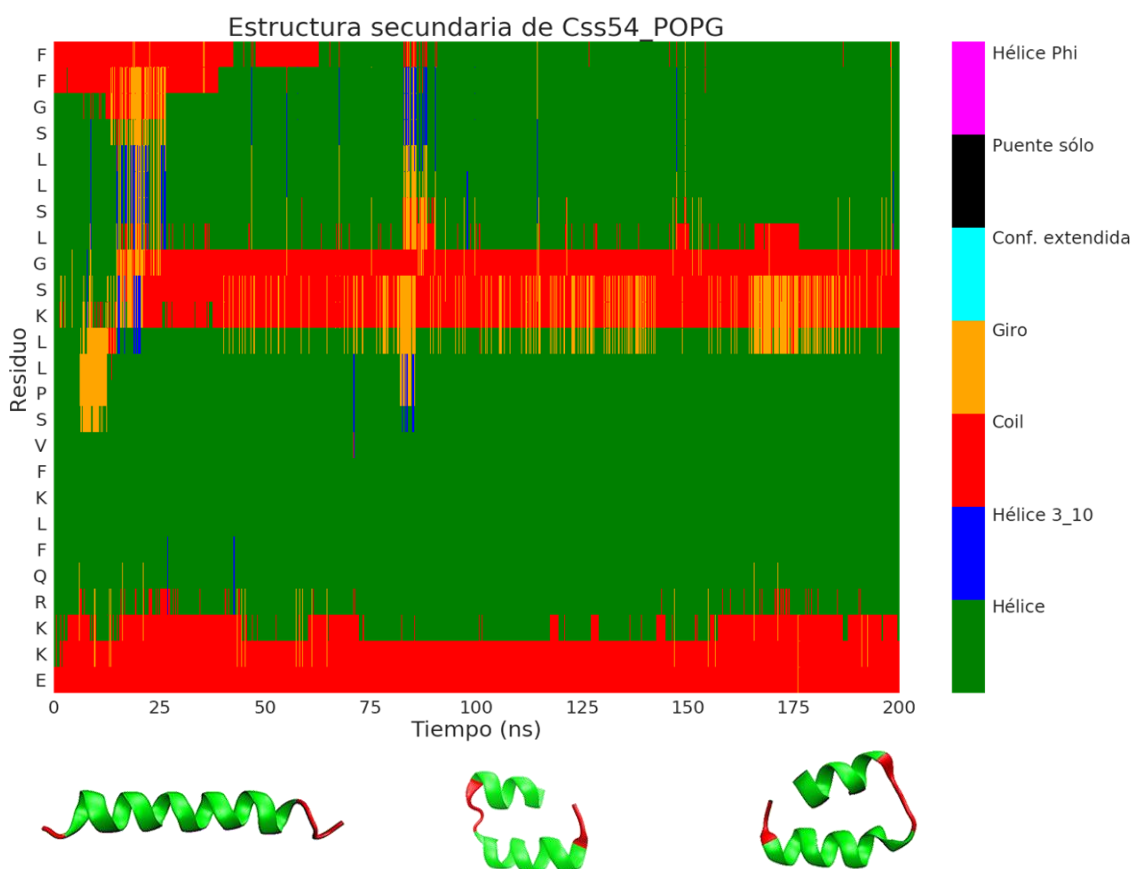 Estructura secundaria de Css54_POPG
F
F
G
S
L
L
S
L
G
S
K
L
L
P
S
V
F
K
L
F
Q
R
K
K
E
Residuo
0 25 50 75 100 125 150 175 200
Tiempo (ns)
Hélice Phi
Puente sólo
Conf. extendida
Giro
Coil
Hélice 3_10
Hélice